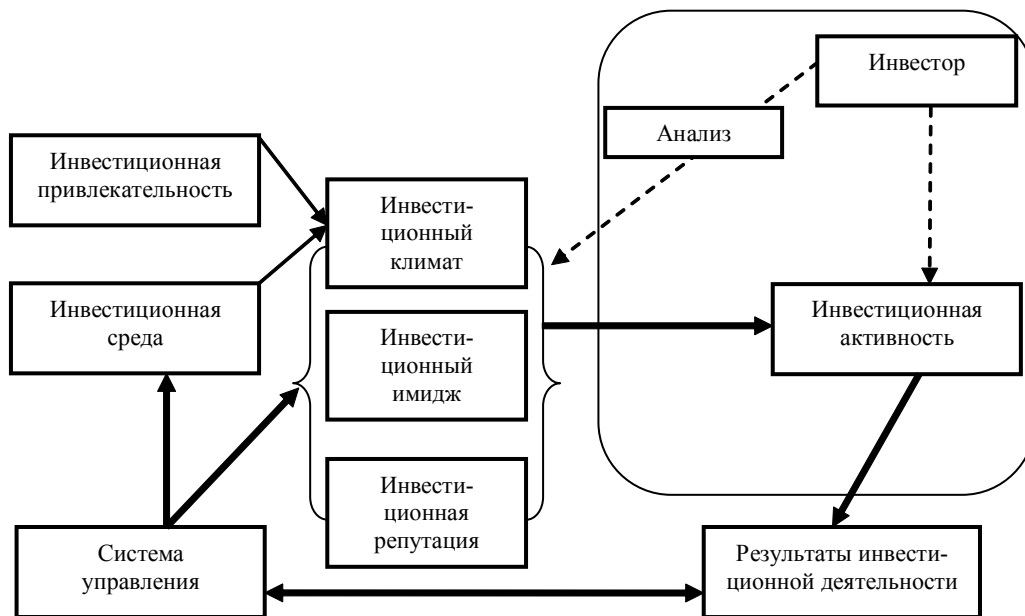 Инвестор
Анализ
Инвестиционная
привлекательность
Инвести-
ционный
климат
Инвестиционная
среда
Инвестиционная
активность
Инвести-
ционный
имидж
Инвести-
ционная
репутация
Система
управления
Результаты инвести-
ционной деятельности